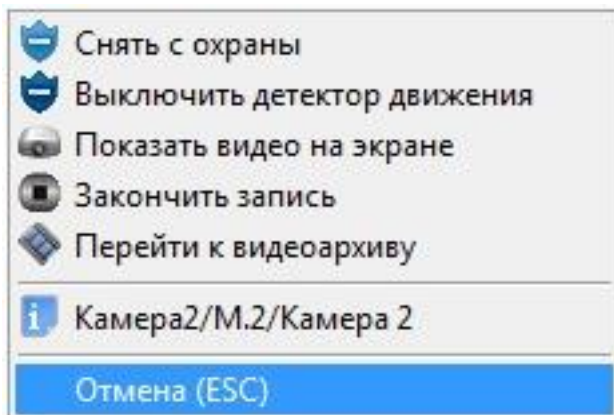 Снять с охраны
Выключить детектор движения
Показать видео на экране
Закончить запись
Перейти к видеоархиву
Камера2/М.2/Камера 2
Отмена (ESC)